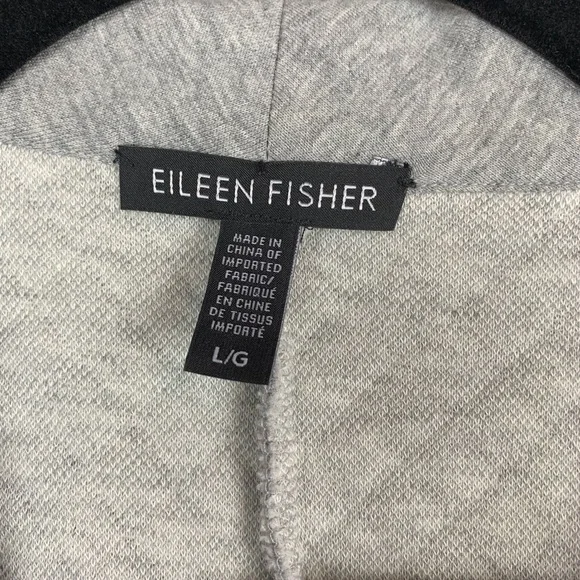 EILEEN FISHER
MADE IN
CHINA OF
IMPORTED
FABRIC/
FABRIQUÉ
EN CHINE
DE TISSUS
IMPORTÉ
L/G